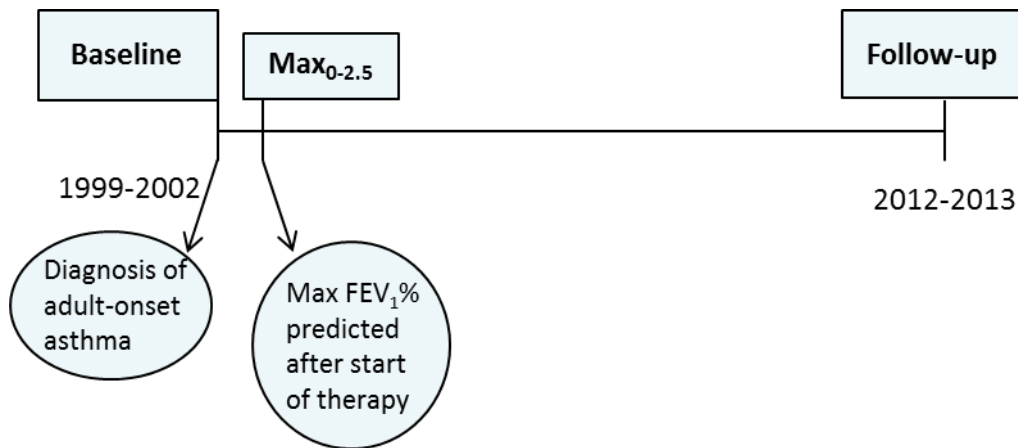 Baseline
Max₀₋₂.₅
Follow-up
1999-2002
2012-2013
Diagnosis of
adult-onset
asthma
Max FEV₁%
predicted
after start
of therapy